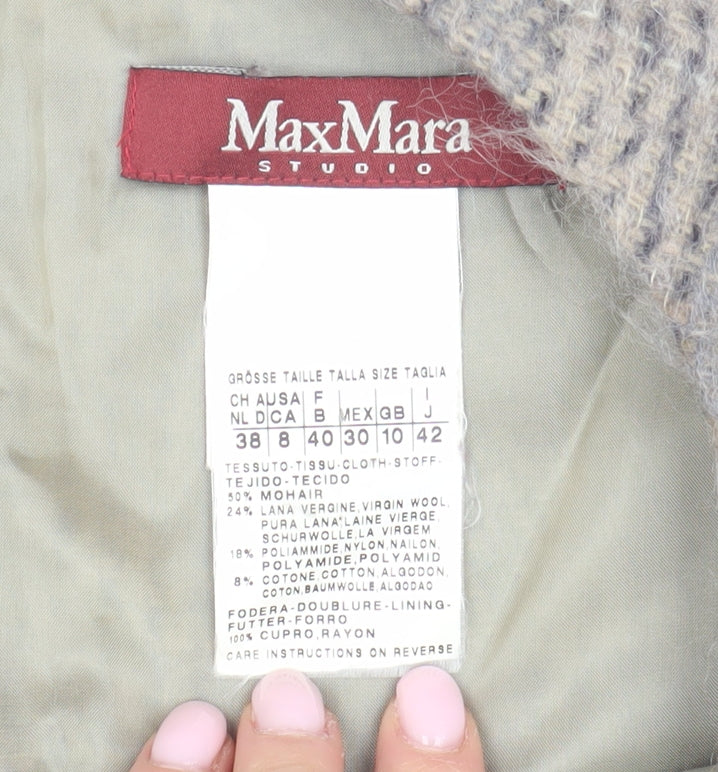 MaxMara
STUDIO
GRÖSSE TAILLE TALLA SIZE TAGLIA
CH A USA F I
NL D CA B MEX GB J
38 8 40 30 10 42
TESSUTO-TISSU-CLOTH-STOFF-
TEJIDO-TECIDO
50% MOHAIR
24% LANA VERGINE,VIRGIN WOOL,
PURA LANA,LAINE VIERGE,
SCHURWOLLE,LA VIRGEM
18% POLIAMMIDE,NYLON,NAILON,
POLYAMIDE,POLYAMID
8% COTONE,COTTON,ALGODON,
COTON,BAUMWOLLE,ALGODAO
FODERA-DOUBLURE-LINING-
FUTTER-FORRO
100% CUPRO,RAYON
CARE INSTRUCTIONS ON REVERSE